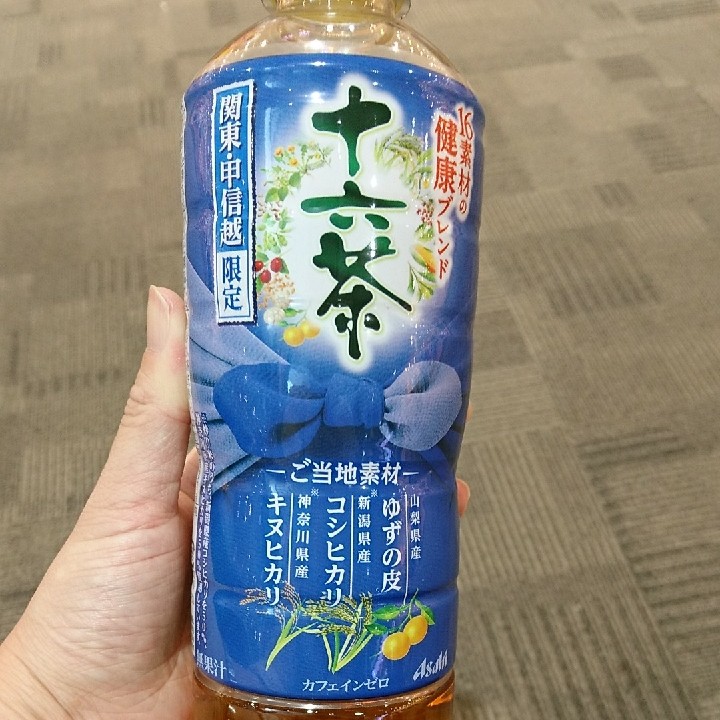 十六茶
16素材の
健康ブレンド
関東・甲信越 限定
ご当地素材
山梨県産
ゆずの皮
※新潟県産
コシヒカリ
※神奈川県産
キヌヒカリ
果汁
Asahi
カフェインゼロ